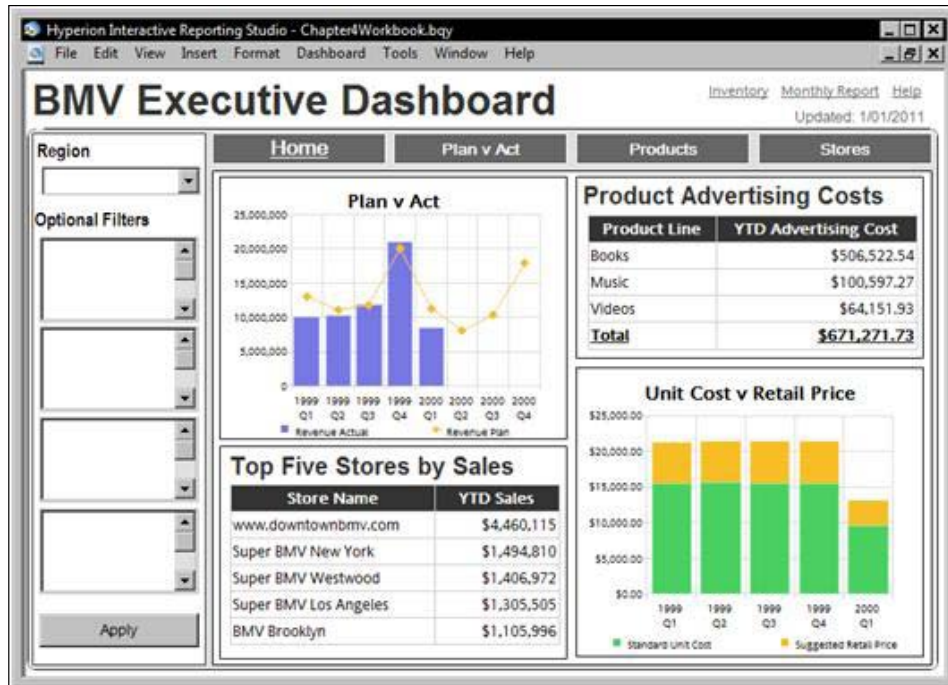 Hyperion Interactive Reporting Studio - Chapter4Workbook.bqy
File Edit View Insert Format Dashboard Tools Window Help
BMV Executive Dashboard
Inventory Monthly Report Help
Updated: 1/01/2011
Region
Optional Filters
Apply
Home Plan v Act Products Stores
Plan v Act
25,000,000
20,000,000
15,000,000
10,000,000
5,000,000
0
1999 1999 1999 1999 2000 2000 2000 2000
Q1 Q2 Q3 Q4 Q1 Q2 Q3 Q4
Revenue Actual Revenue Plan
Product Advertising Costs
Product Line YTD Advertising Cost
Books $506,522.54
Music $100,597.27
Videos $64,151.93
Total $671,271.73
Top Five Stores by Sales
Store Name YTD Sales
www.downtownbmv.com $4,460,115
Super BMV New York $1,494,810
Super BMV Westwood $1,406,972
Super BMV Los Angeles $1,305,505
BMV Brooklyn $1,105,996
Unit Cost v Retail Price
$25,000.00
$20,000.00
$15,000.00
$10,000.00
$5,000.00
$0.00
1999 1999 1999 1999 2000
Q1 Q2 Q3 Q4 Q1
Standard Unit Cost Suggested Retail Price